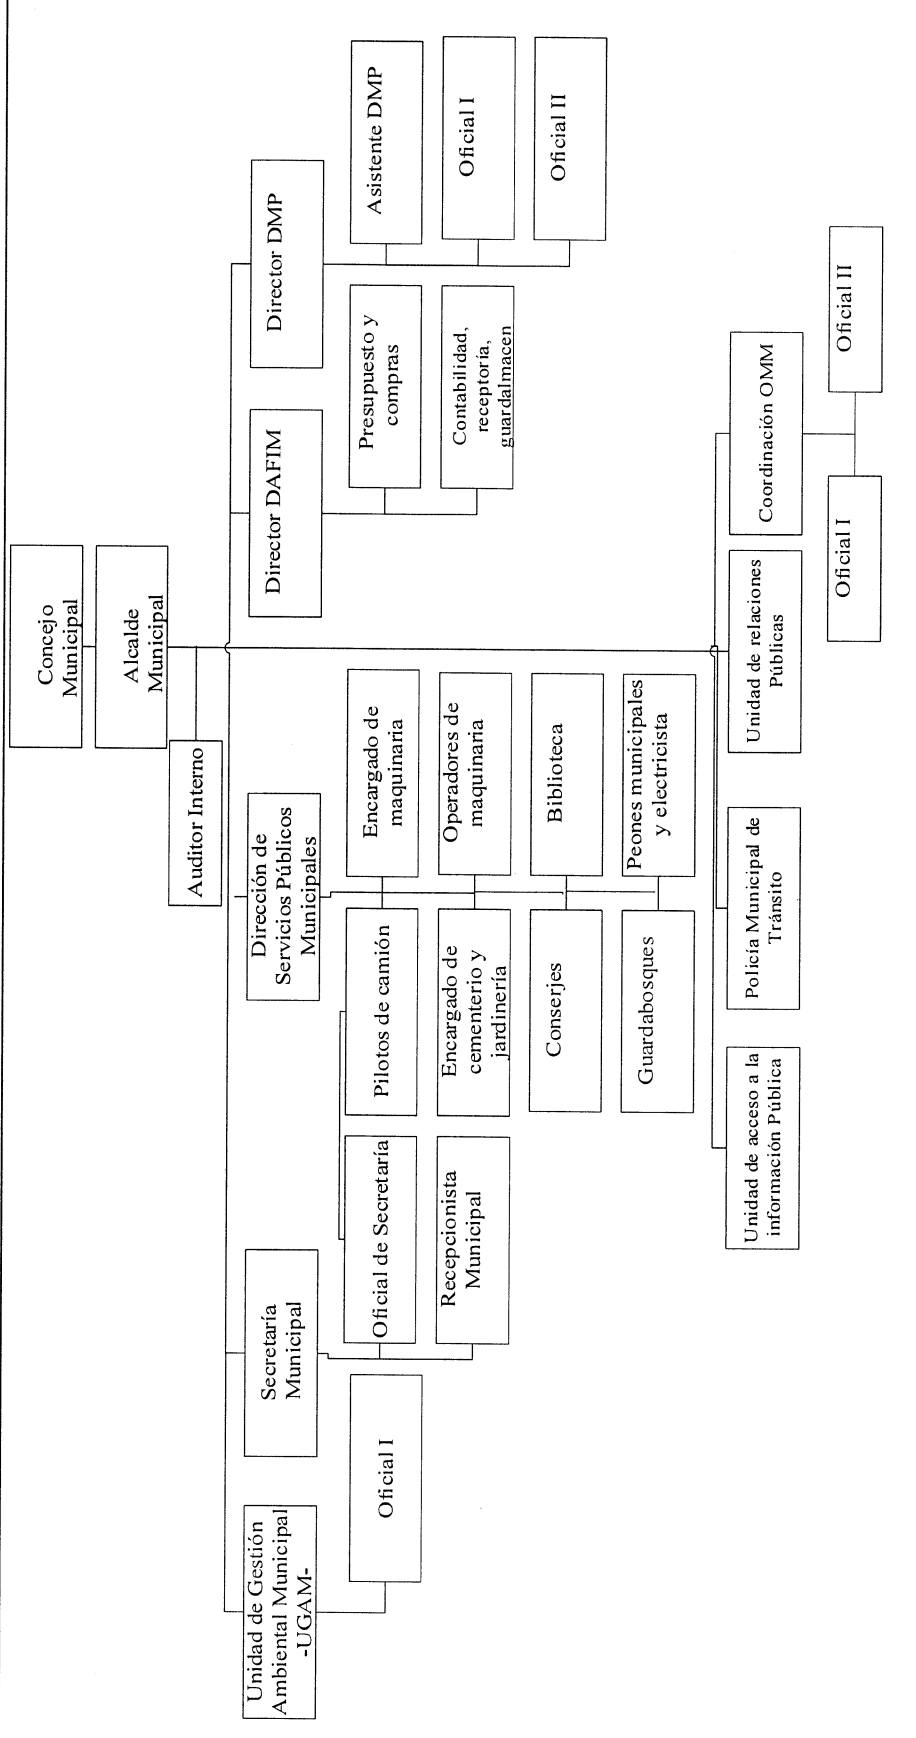 Concejo
Municipal
Alcalde
Municipal
Auditor Interno
Unidad de Gestión
Ambiental Municipal
-UGAM-
Oficial I
Secretaría
Municipal
Oficial de Secretaría
Recepcionista
Municipal
Dirección de
Servicios Públicos
Municipales
Pilotos de camión
Encargado de
maquinaria
Encargado de
cementerio y
jardinería
Operadores de
maquinaria
Conserjes
Biblioteca
Guardabosques
Peones municipales
y electricista
Director DAFIM
Presupuesto y
compras
Contabilidad,
receptoría,
guardalmacen
Director DMP
Asistente DMP
Oficial I
Oficial II
Unidad de acceso a la
información Pública
Policía Municipal de
Tránsito
Unidad de relaciones
Públicas
Coordinación OMM
Oficial I
Oficial II